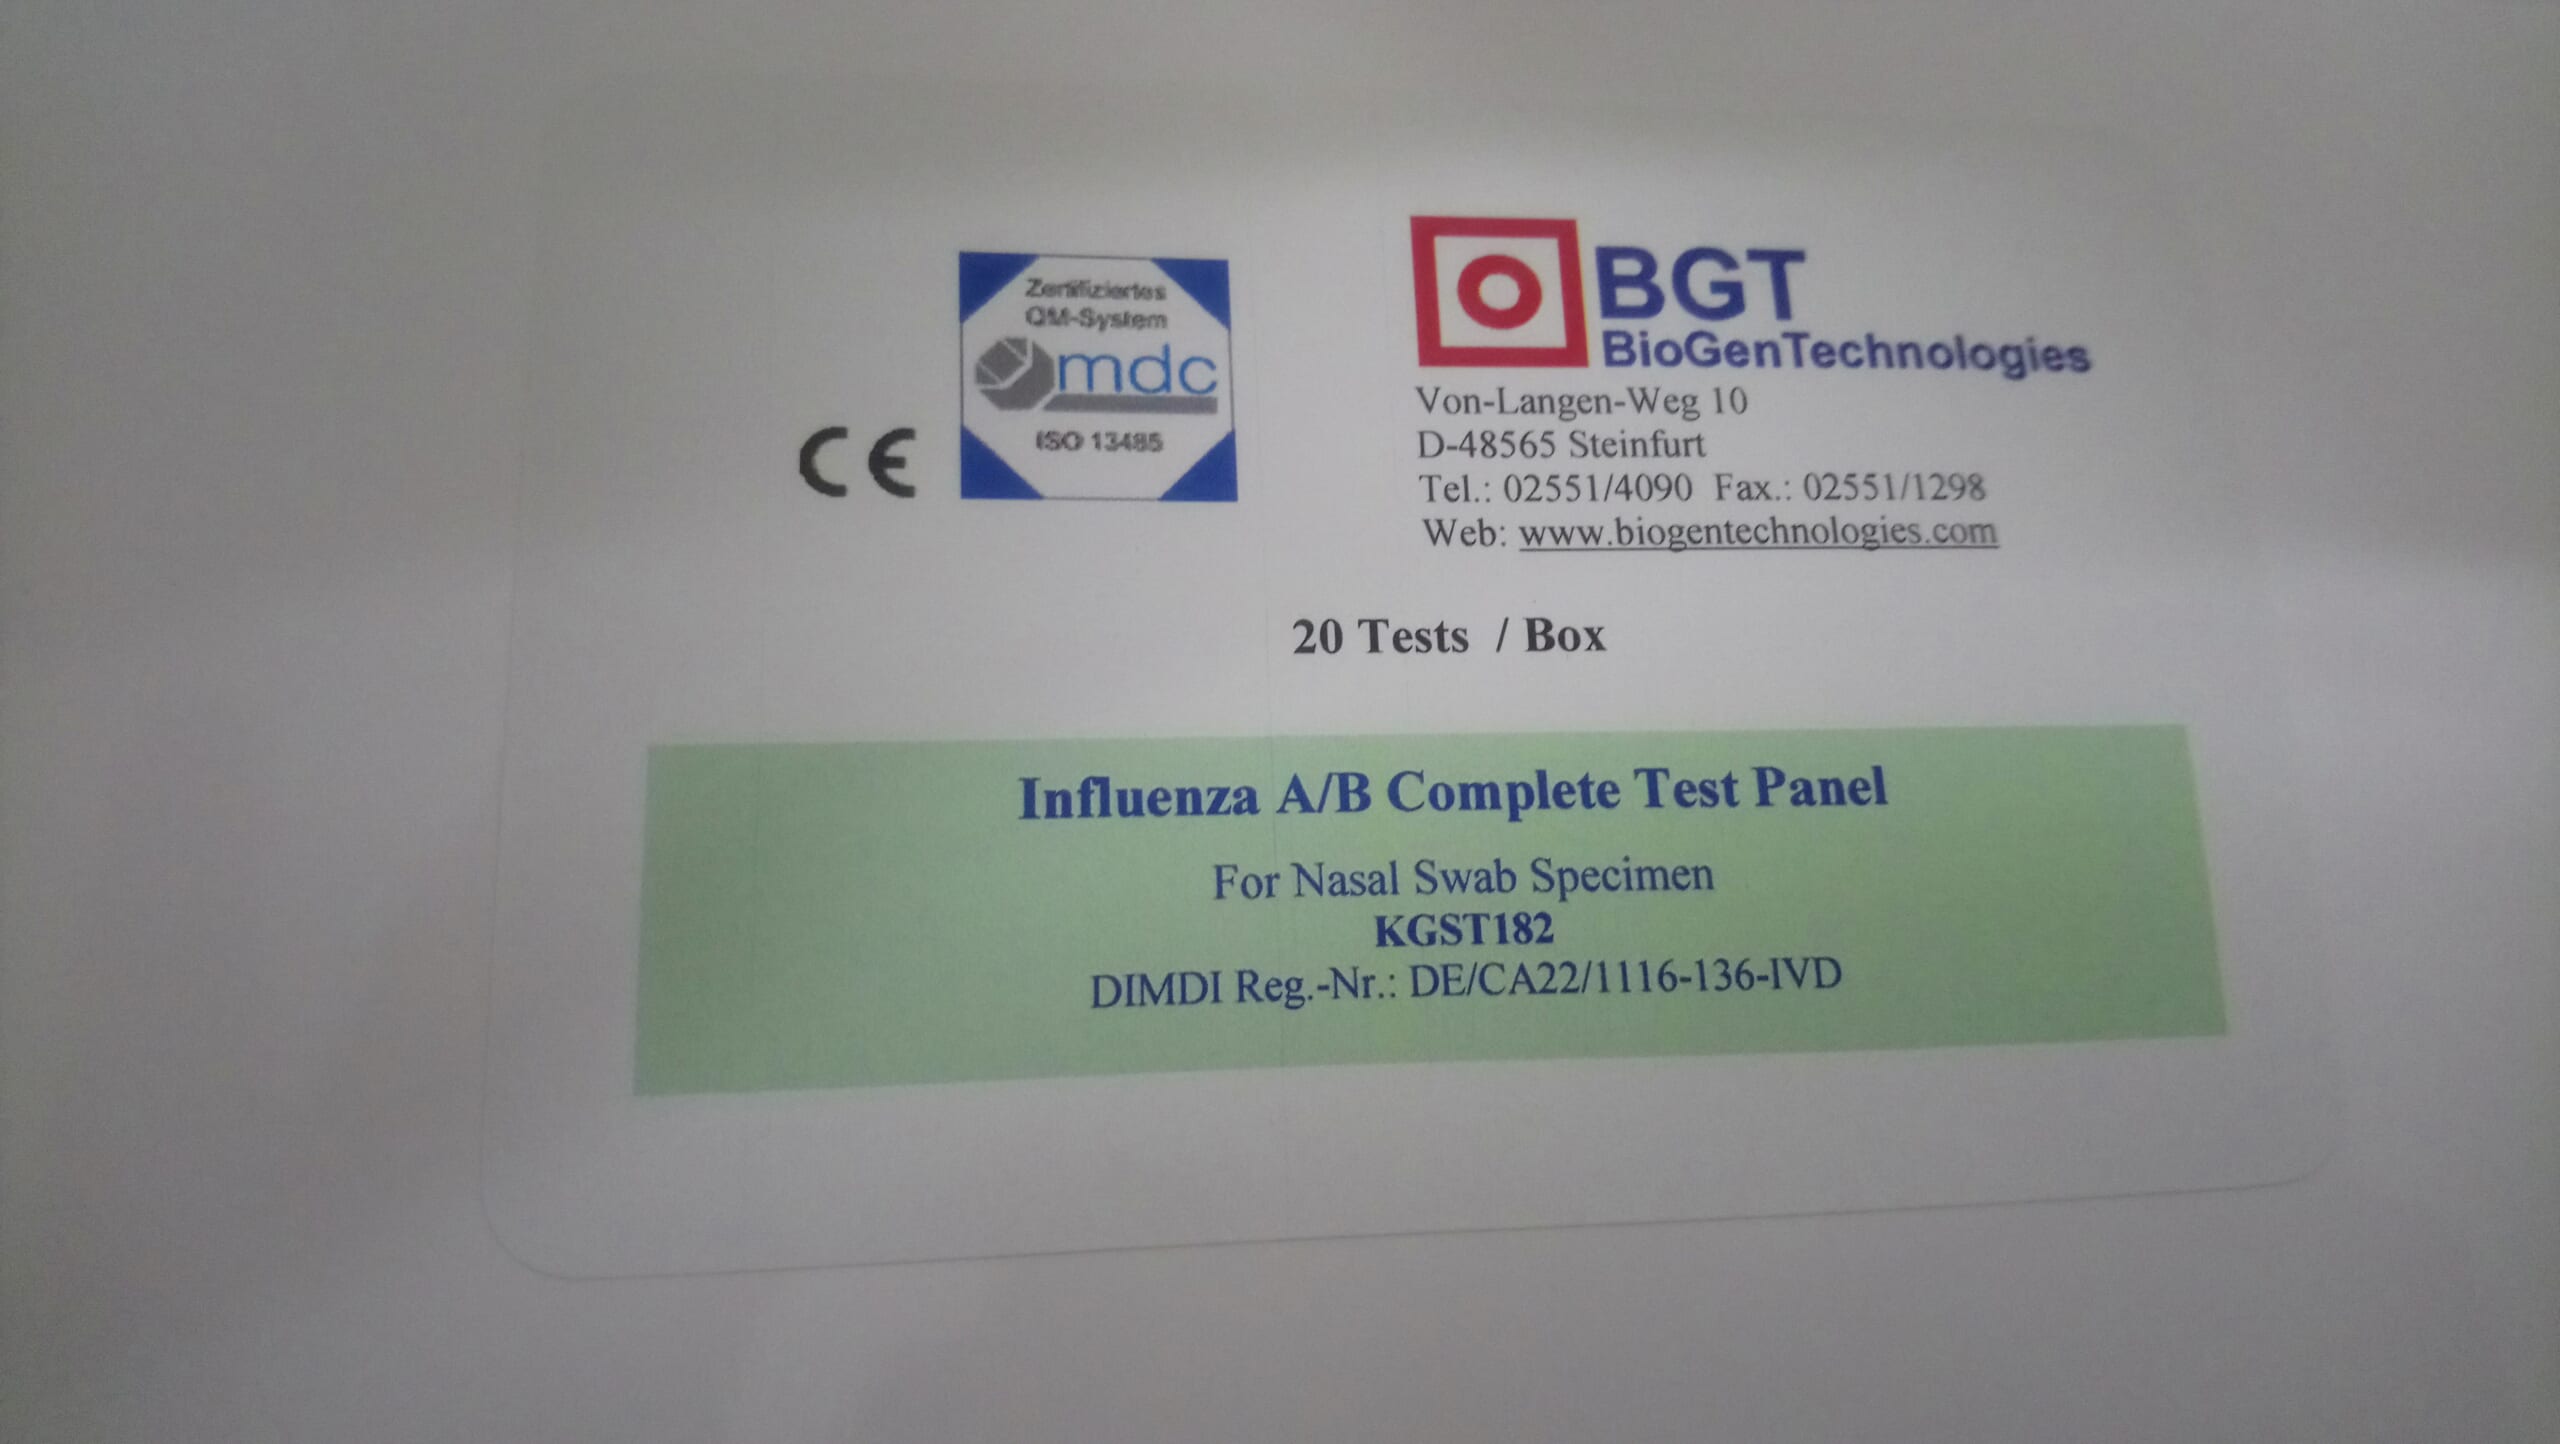 Zertifiziertes
QM-System
mdc
ISO 13485
CE
BGT
BioGenTechnologies
Von-Langen-Weg 10
D-48565 Steinfurt
Tel.: 02551/4090 Fax.: 02551/1298
Web: www.biogentechnologies.com
20 Tests / Box
Influenza A/B Complete Test Panel
For Nasal Swab Specimen
KGST182
DIMDI Reg.-Nr.: DE/CA22/1116-136-IVD